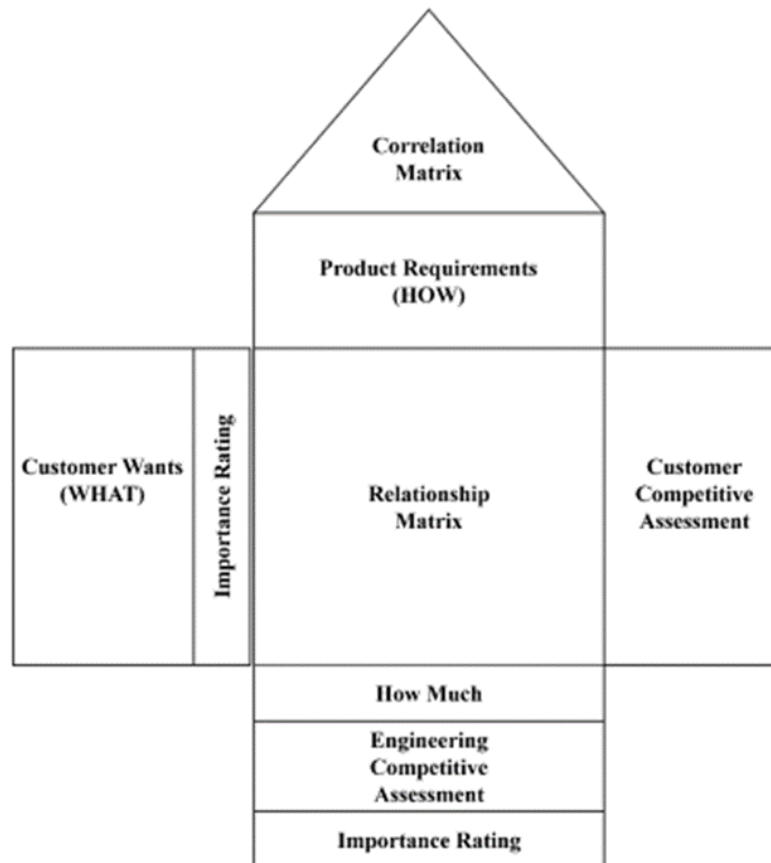 Correlation
Matrix
Product Requirements
(HOW)
Customer Wants
(WHAT)
Importance Rating
Relationship
Matrix
Customer
Competitive
Assessment
How Much
Engineering
Competitive
Assessment
Importance Rating